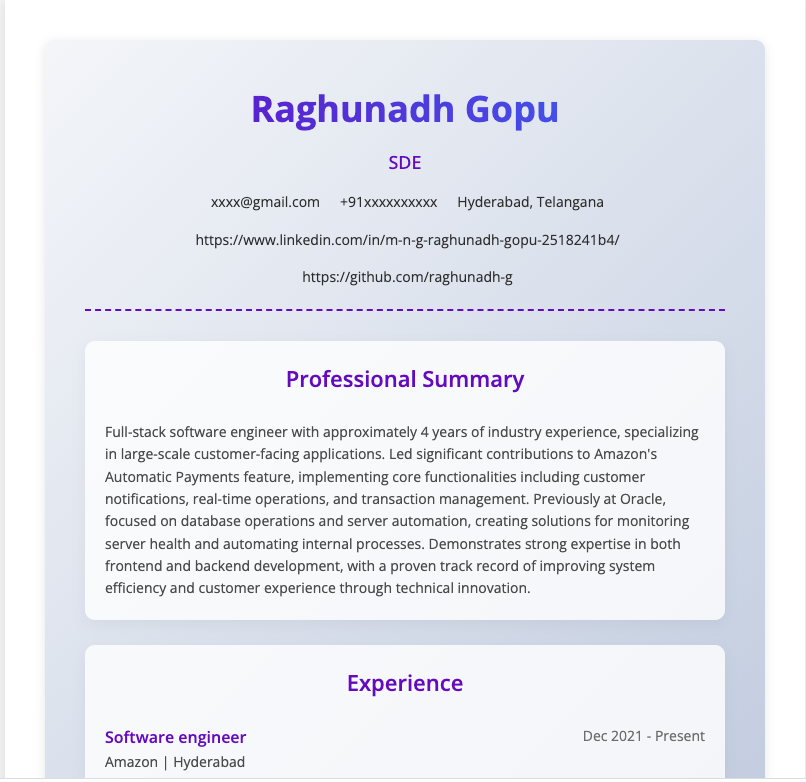 Raghunadh Gopu
SDE
xxxx@gmail.com +91xxxxxxxxxx Hyderabad, Telangana
https://www.linkedin.com/in/m-n-g-raghunadh-gopu-2518241b4/
https://github.com/raghunadh-g
Professional Summary
Full-stack software engineer with approximately 4 years of industry experience, specializing
in large-scale customer-facing applications. Led significant contributions to Amazon's
Automatic Payments feature, implementing core functionalities including customer
notifications, real-time operations, and transaction management. Previously at Oracle,
focused on database operations and server automation, creating solutions for monitoring
server health and automating internal processes. Demonstrates strong expertise in both
frontend and backend development, with a proven track record of improving system
efficiency and customer experience through technical innovation.
Experience
Software engineer Dec 2021 - Present
Amazon | Hyderabad